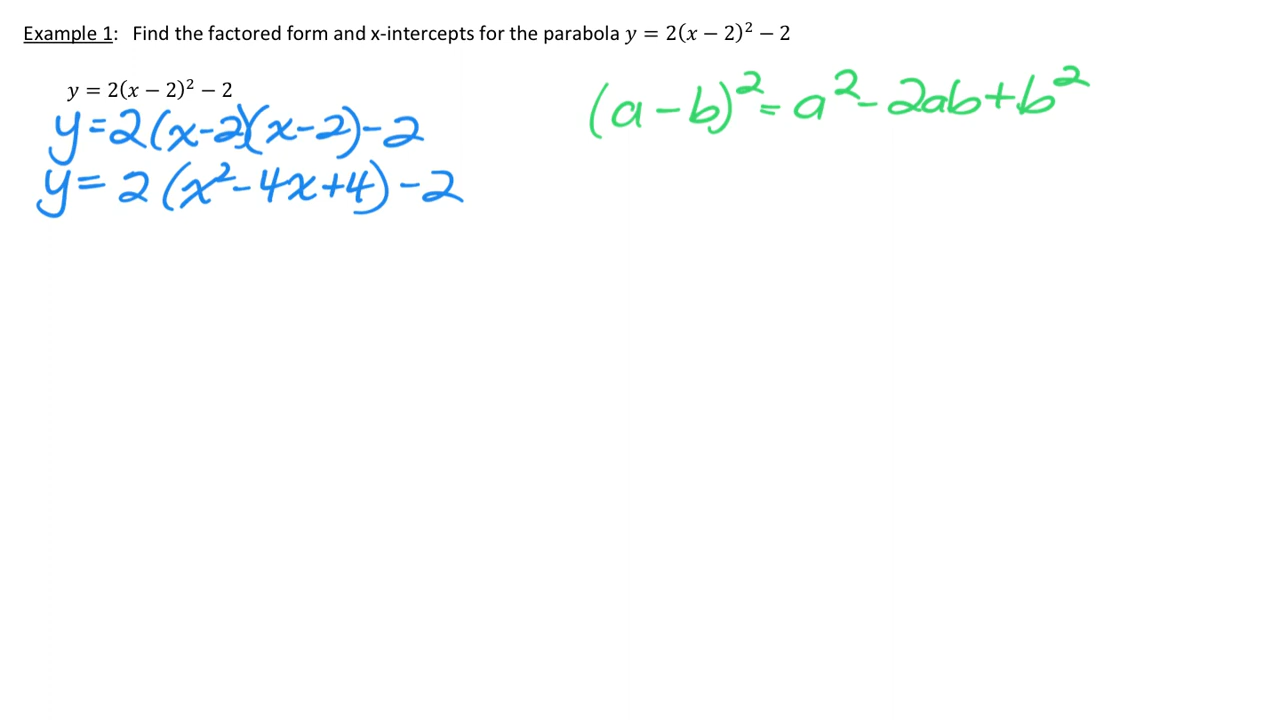 Example 1: Find the factored form and x-intercepts for the parabola y = 2(x − 2)² − 2
y = 2(x − 2)² − 2
(a-b)²= a²- 2ab+b²
y=2(x-2)(x-2)-2
y= 2(x²-4x+4)-2